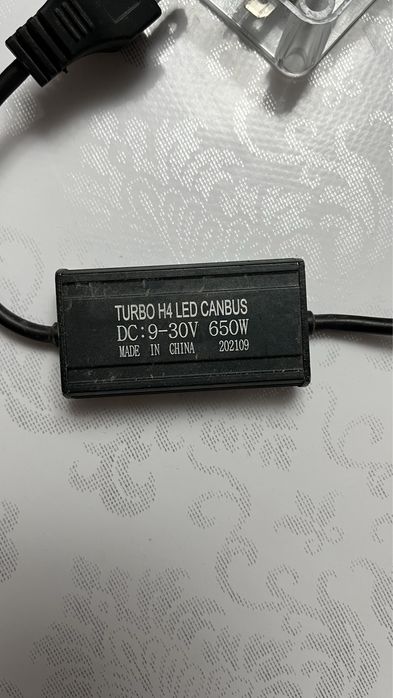 TURBO H4 LED CANBUS
DC:9-30V 650W
MADE IN CHINA 202109